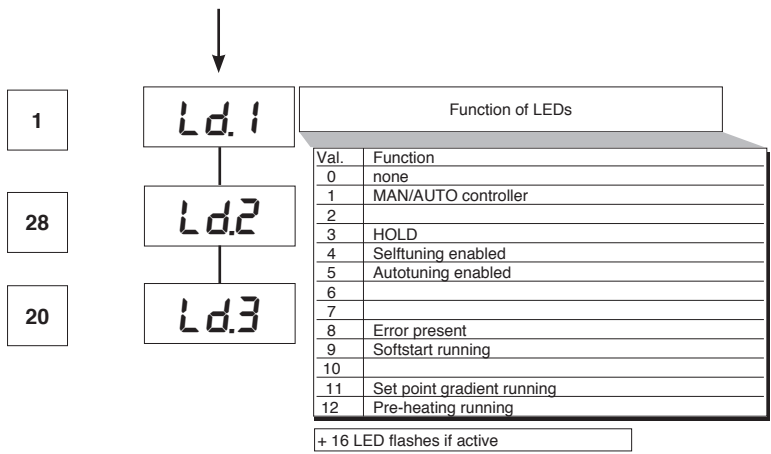 1
Ld.1
Function of LEDs
Val. Function
0 none
1 MAN/AUTO controller
2
28
Ld.2
3 HOLD
4 Selftuning enabled
5 Autotuning enabled
6
7
20
Ld.3
8 Error present
9 Softstart running
10
11 Set point gradient running
12 Pre-heating running
+ 16 LED flashes if active